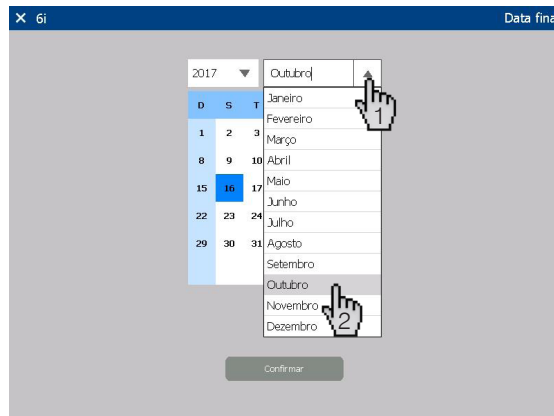 6i Data fina
2017 Outubro
D S T
1 2 3
8 9 10
15 16 17
22 23 24
29 30 31
Janeiro
Fevereiro
Março
Abril
Maio
Junho
Julho
Agosto
Setembro
Outubro
Novembro
Dezembro
1
2
Confirmar